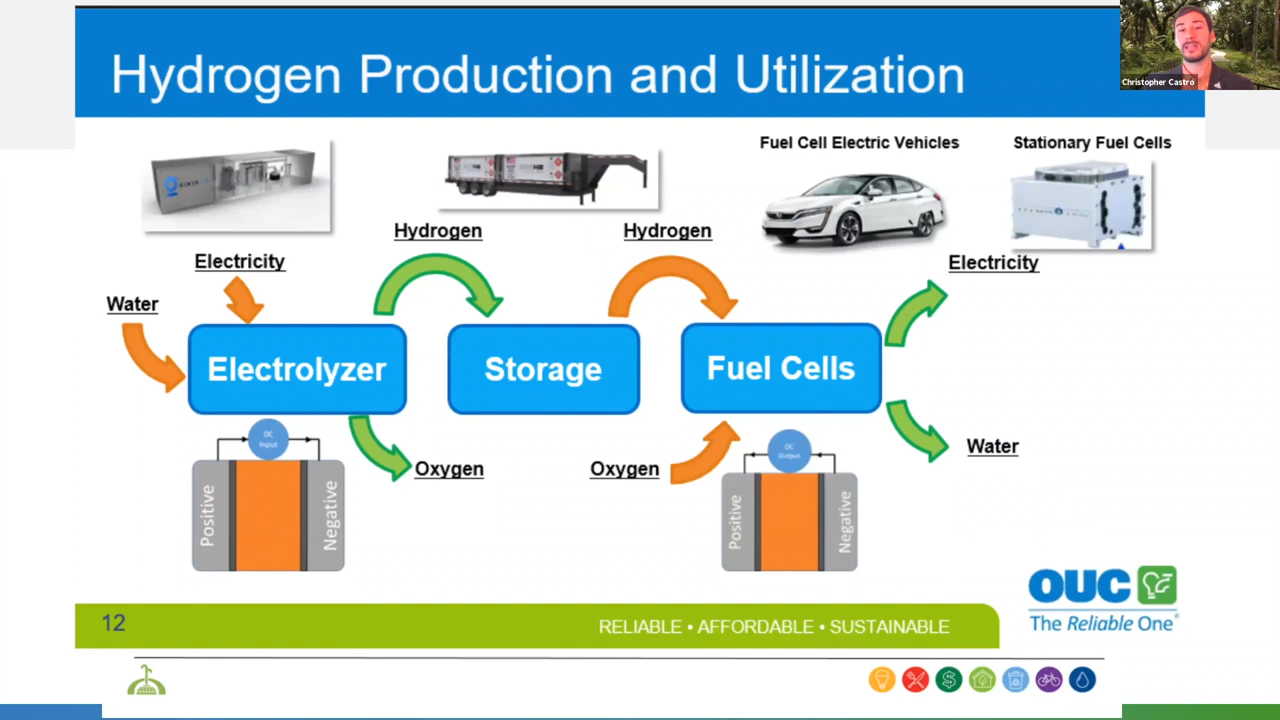 Hydrogen Production and Utilization
Christopher Castro
Fuel Cell Electric Vehicles
Stationary Fuel Cells
Hydrogen
Hydrogen
Electricity
Electricity
Water
Electrolyzer
Storage
Fuel Cells
Oxygen
Oxygen
Water
DC
Input
DC
Output
Positive
Negative
Positive
Negative
OUC
The Reliable One®
12
RELIABLE • AFFORDABLE • SUSTAINABLE